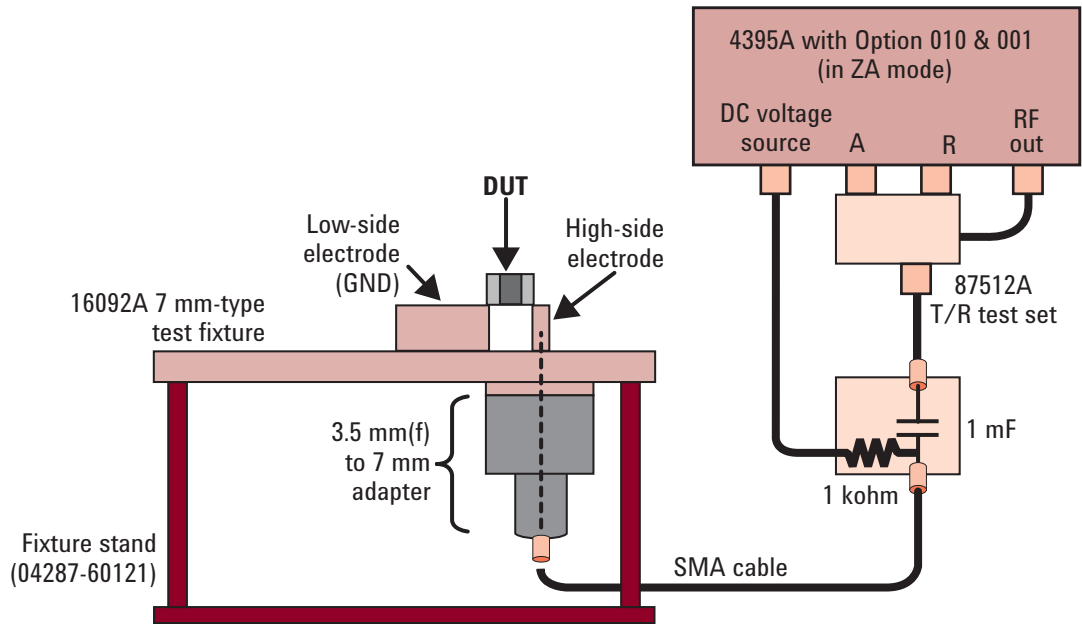 4395A with Option 010 & 001
(in ZA mode)
DC voltage
source
A
R
RF
out
DUT
Low-side
electrode
(GND)
High-side
electrode
16092A 7 mm-type
test fixture
87512A
T/R test set
3.5 mm(f)
to 7 mm
adapter
1 mF
1 kohm
Fixture stand
(04287-60121)
SMA cable